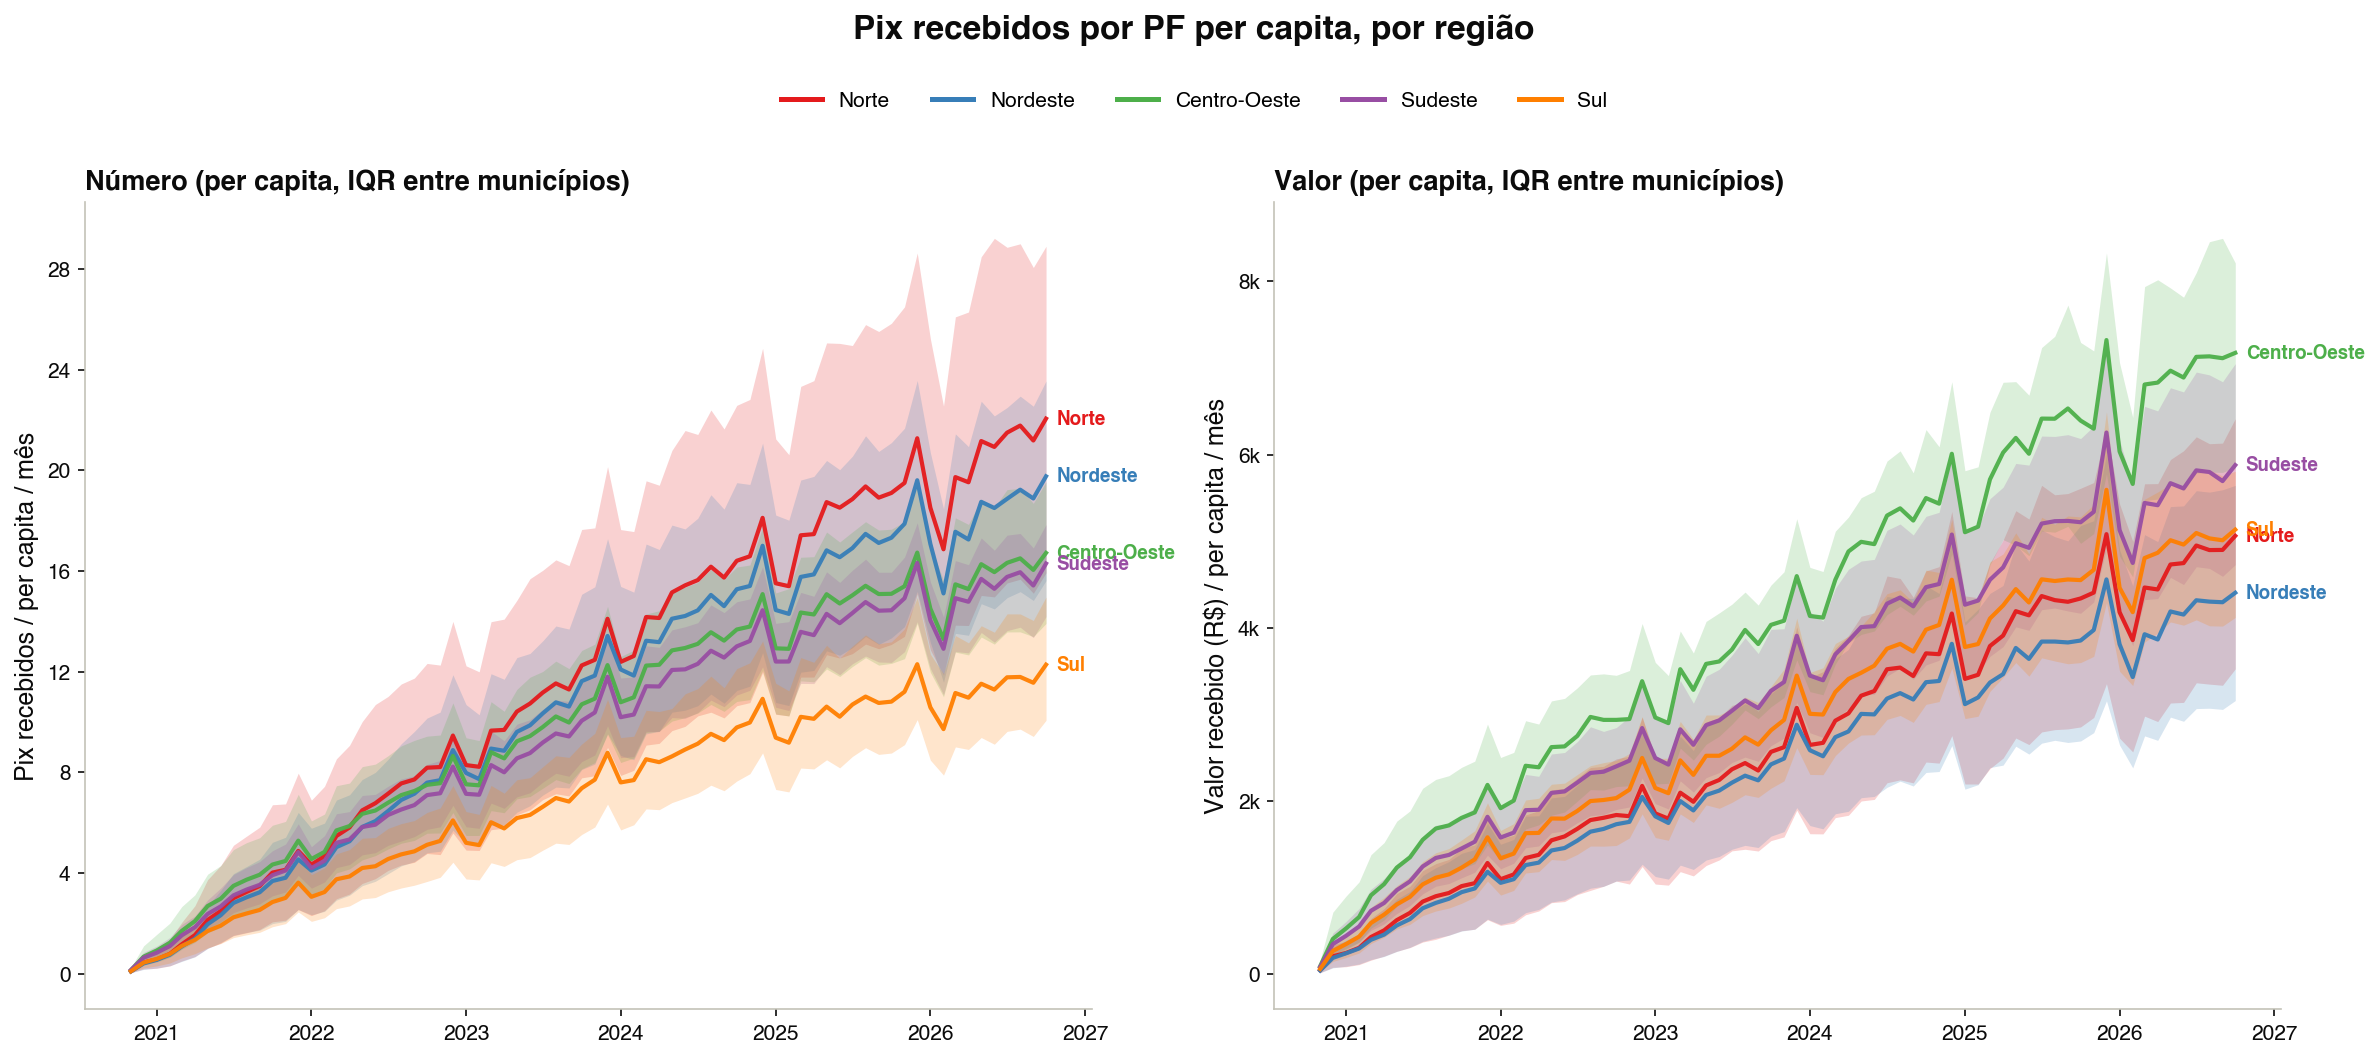 Pix recebidos por PF per capita, por região
Norte
Nordeste
Centro-Oeste
Sudeste
Sul
Número (per capita, IQR entre municípios)
Pix recebidos / per capita / mês
28
24
20
16
12
8
4
0
2021
2022
2023
2024
2025
2026
2027
Norte
Nordeste
Centro-Oeste
Sudeste
Sul
Valor (per capita, IQR entre municípios)
Valor recebido (R$) / per capita / mês
8k
6k
4k
2k
0
2021
2022
2023
2024
2025
2026
2027
Centro-Oeste
Sudeste
Sul
Norte
Nordeste